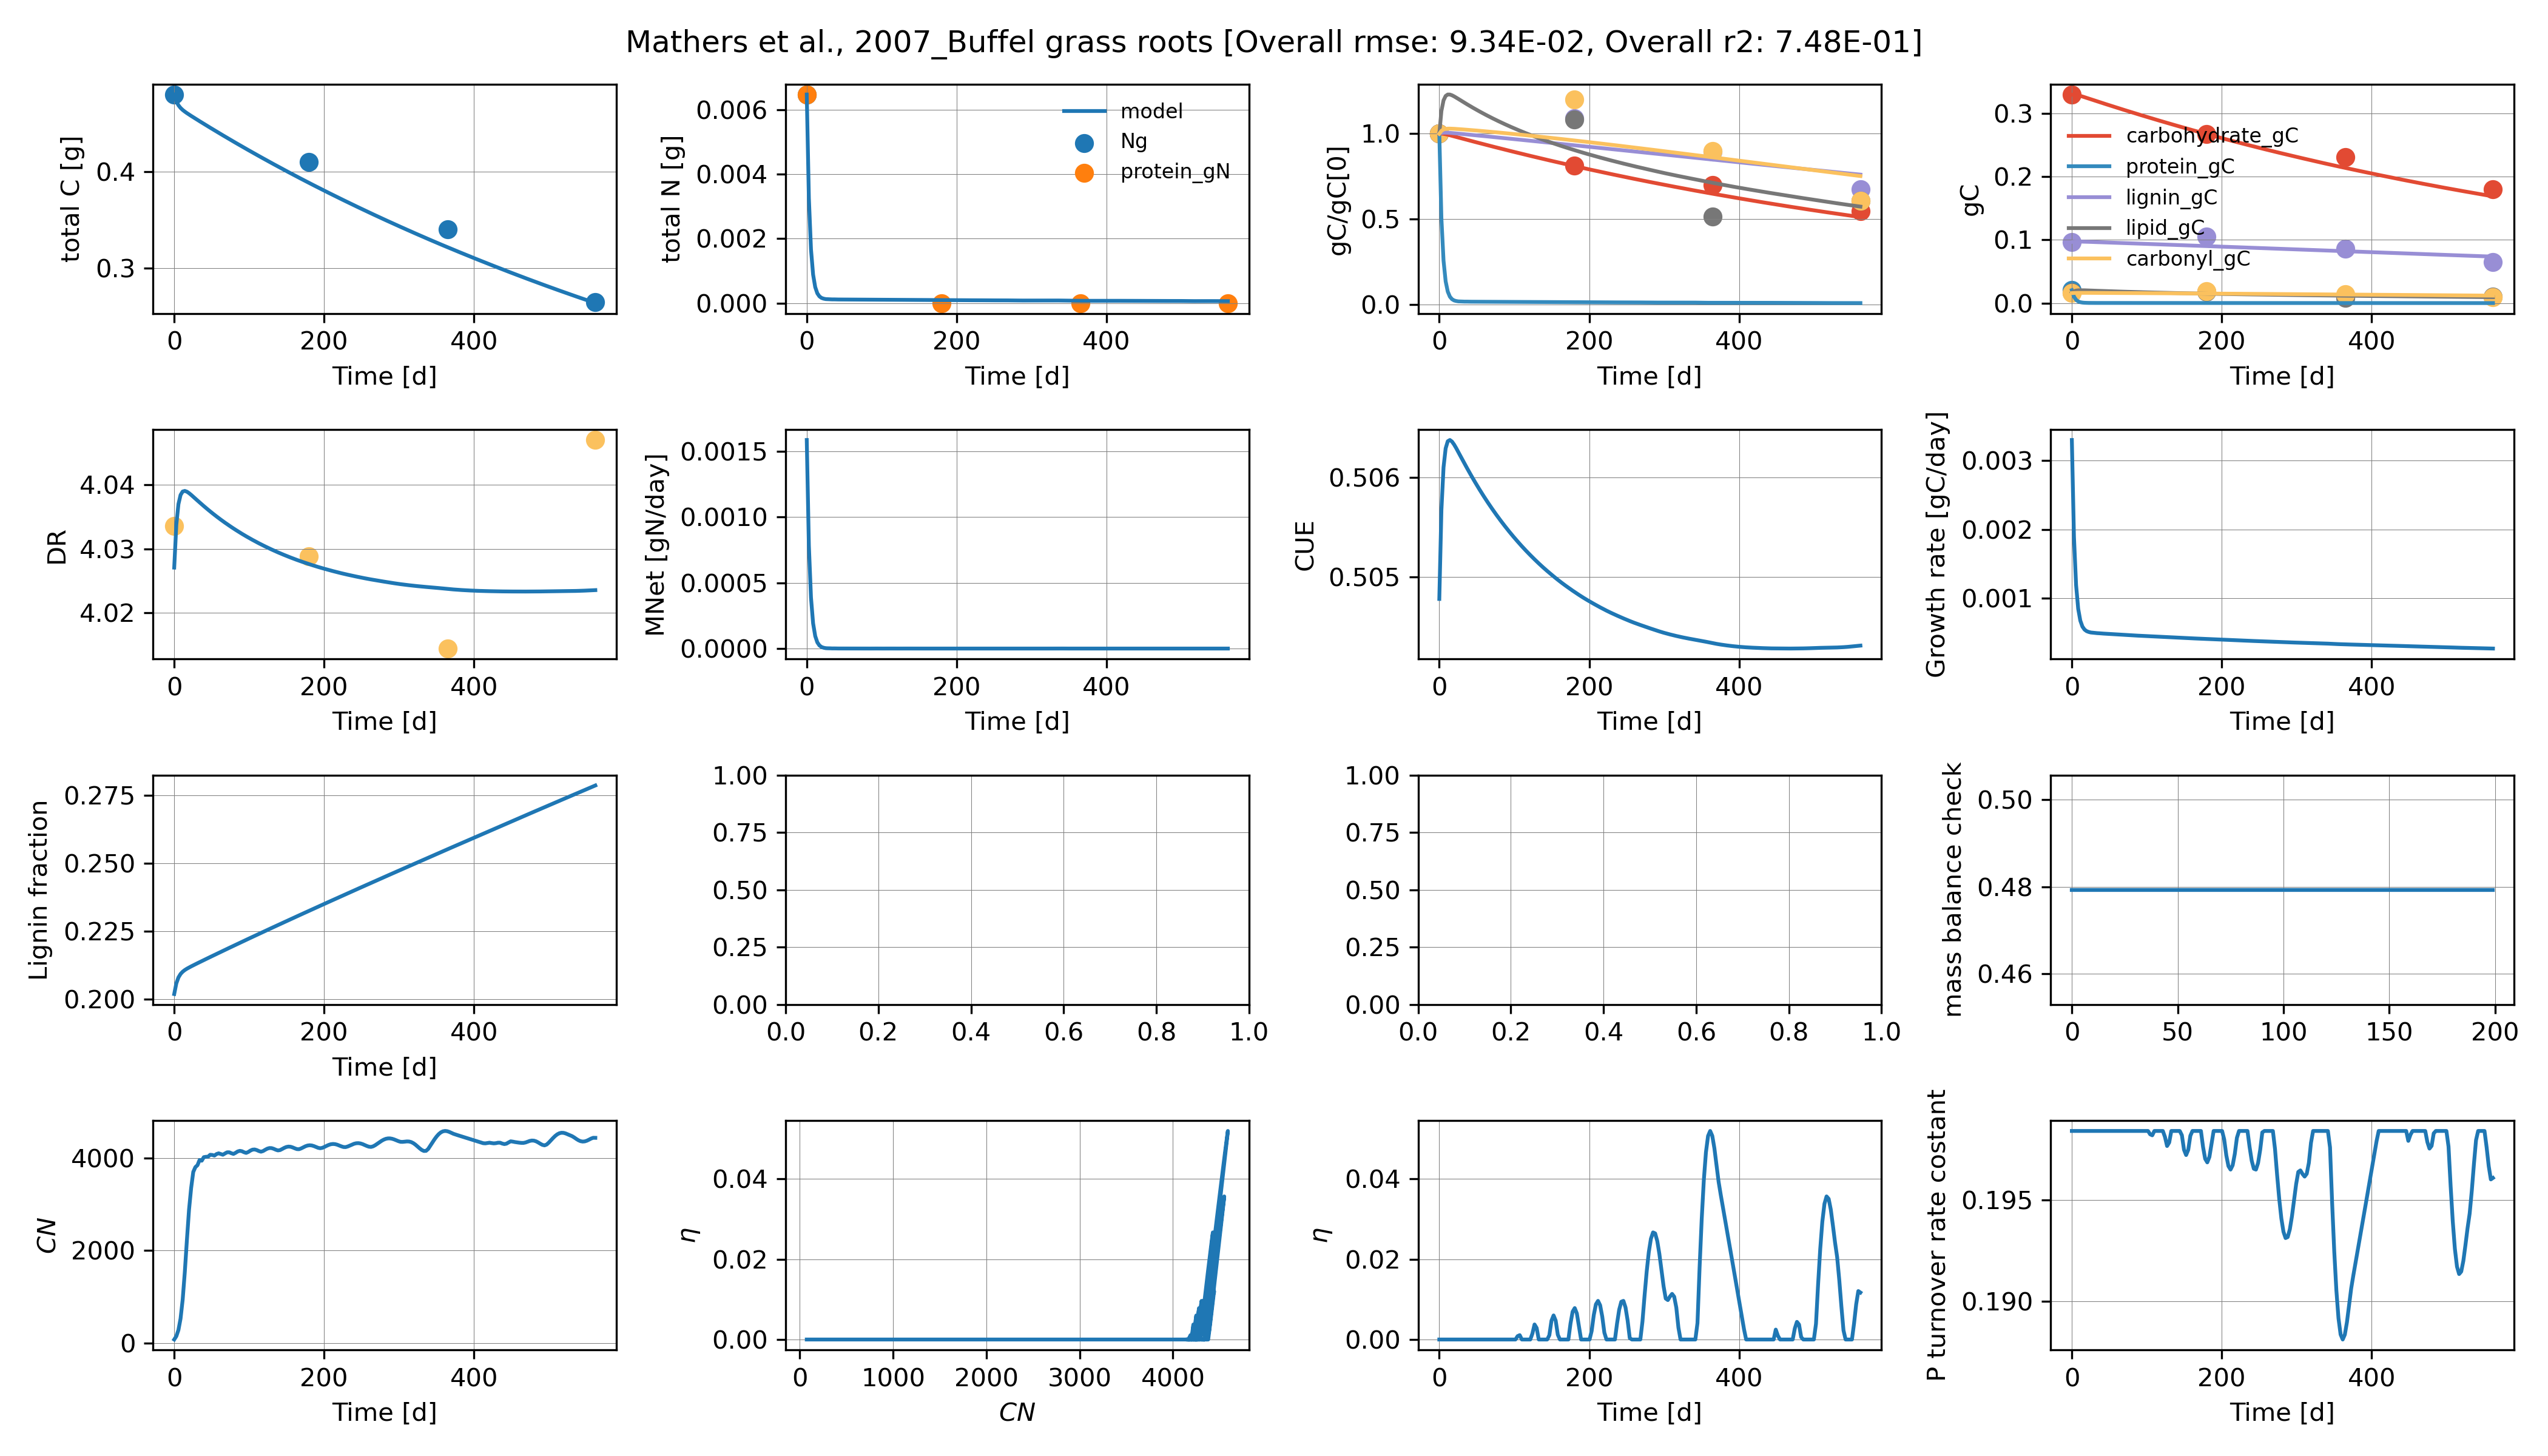 Mathers et al., 2007_Buffel grass roots [Overall rmse: 9.34E-02, Overall r2: 7.48E-01]
total C [g]
0.4
0.3
0 200 400
Time [d]
total N [g]
0.006
0.004
0.002
0.000
model
Ng
protein_gN
0 200 400
Time [d]
gC/gC[0]
1.0
0.5
0.0
0 200 400
Time [d]
gC
0.3
0.2
0.1
0.0
carbohydrate_gC
protein_gC
lignin_gC
lipid_gC
carbonyl_gC
0 200 400
Time [d]
DR
4.04
4.03
4.02
0 200 400
Time [d]
MNet [gN/day]
0.0015
0.0010
0.0005
0.0000
0 200 400
Time [d]
CUE
0.506
0.505
0 200 400
Time [d]
Growth rate [gC/day]
0.003
0.002
0.001
0 200 400
Time [d]
Lignin fraction
0.275
0.250
0.225
0.200
0 200 400
Time [d]
1.00
0.75
0.50
0.25
0.00
0.0 0.2 0.4 0.6 0.8 1.0
1.00
0.75
0.50
0.25
0.00
0.0 0.2 0.4 0.6 0.8 1.0
mass balance check
0.50
0.48
0.46
0 50 100 150 200
CN
4000
2000
0
0 200 400
Time [d]
η
0.04
0.02
0.00
0 1000 2000 3000 4000
CN
η
0.04
0.02
0.00
0 200 400
Time [d]
P turnover rate costant
0.195
0.190
0 200 400
Time [d]